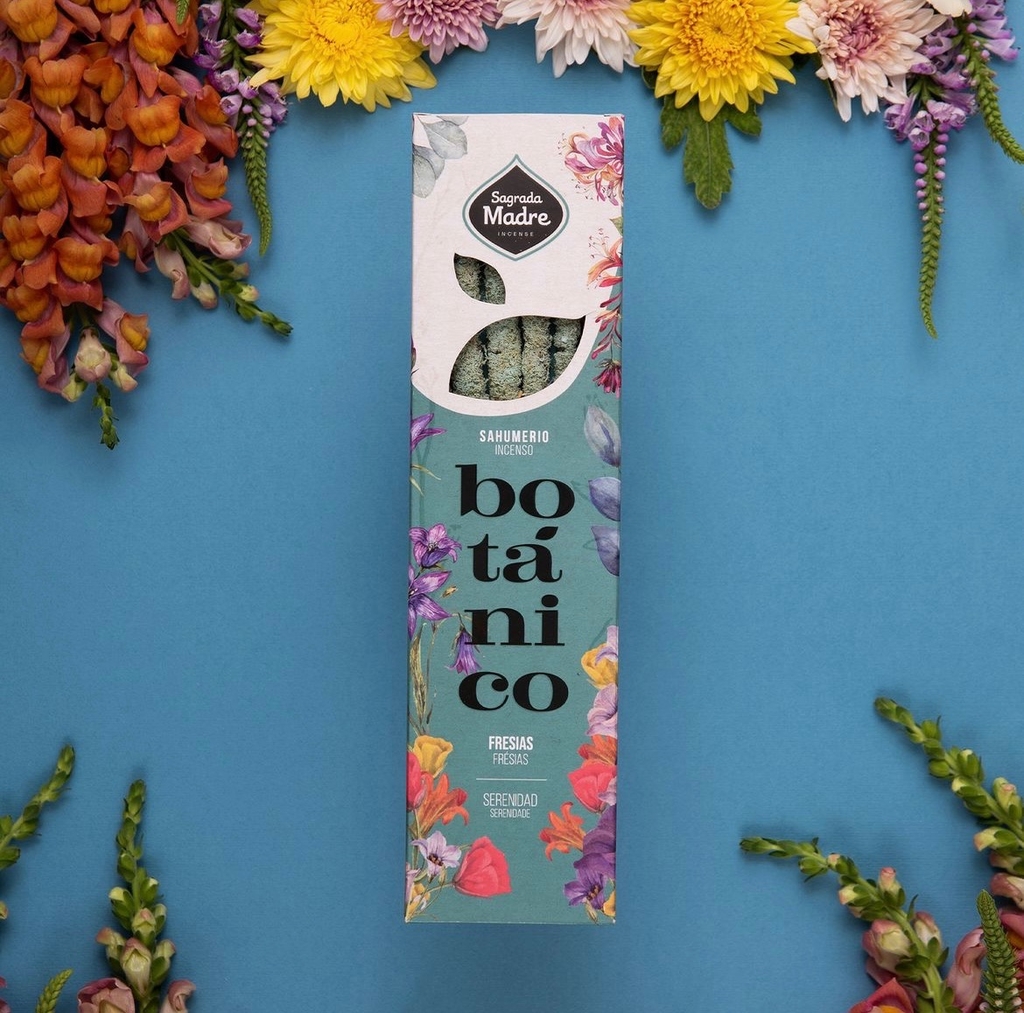 Sagrada
Madre
INCENSE
SAHUMERIO
INCENSO
bo
tá
ni
co
FRESIAS
FRÉSIAS
SERENIDAD
SERENIDADE